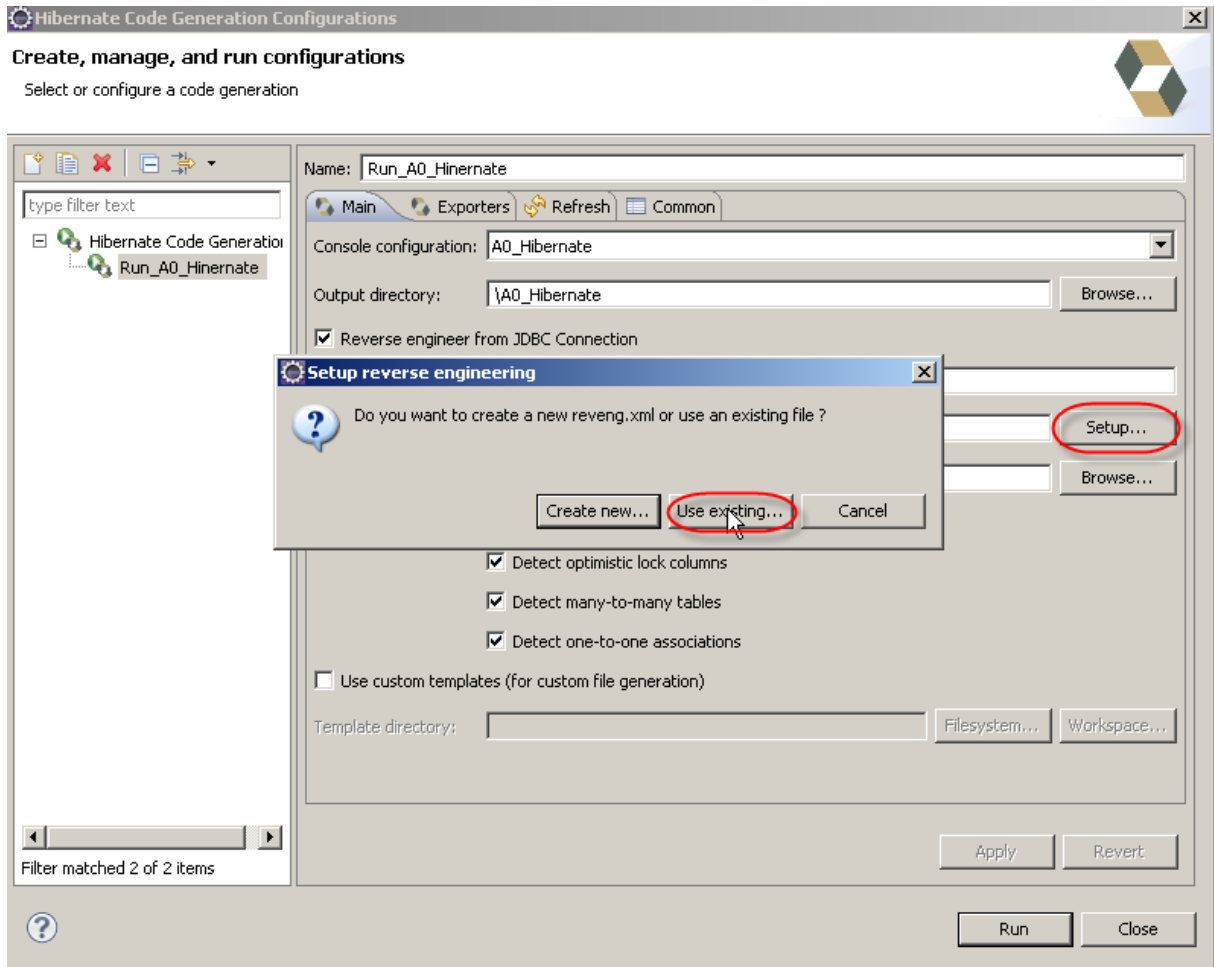 Hibernate Code Generation Configurations
Create, manage, and run configurations
Select or configure a code generation
type filter text
Hibernate Code Generation
Run_A0_Hinernate
Filter matched 2 of 2 items
Name: Run_A0_Hinernate
Main Exporters Refresh Common
Console configuration: A0_Hibernate
Output directory: \A0_Hibernate Browse...
Reverse engineer from JDBC Connection
Setup reverse engineering
Do you want to create a new reveng.xml or use an existing file ?
Create new... Use existing... Cancel
Setup...
Browse...
Detect optimistic lock columns
Detect many-to-many tables
Detect one-to-one associations
Use custom templates (for custom file generation)
Template directory: Filesystem... Workspace...
Apply Revert
Run Close